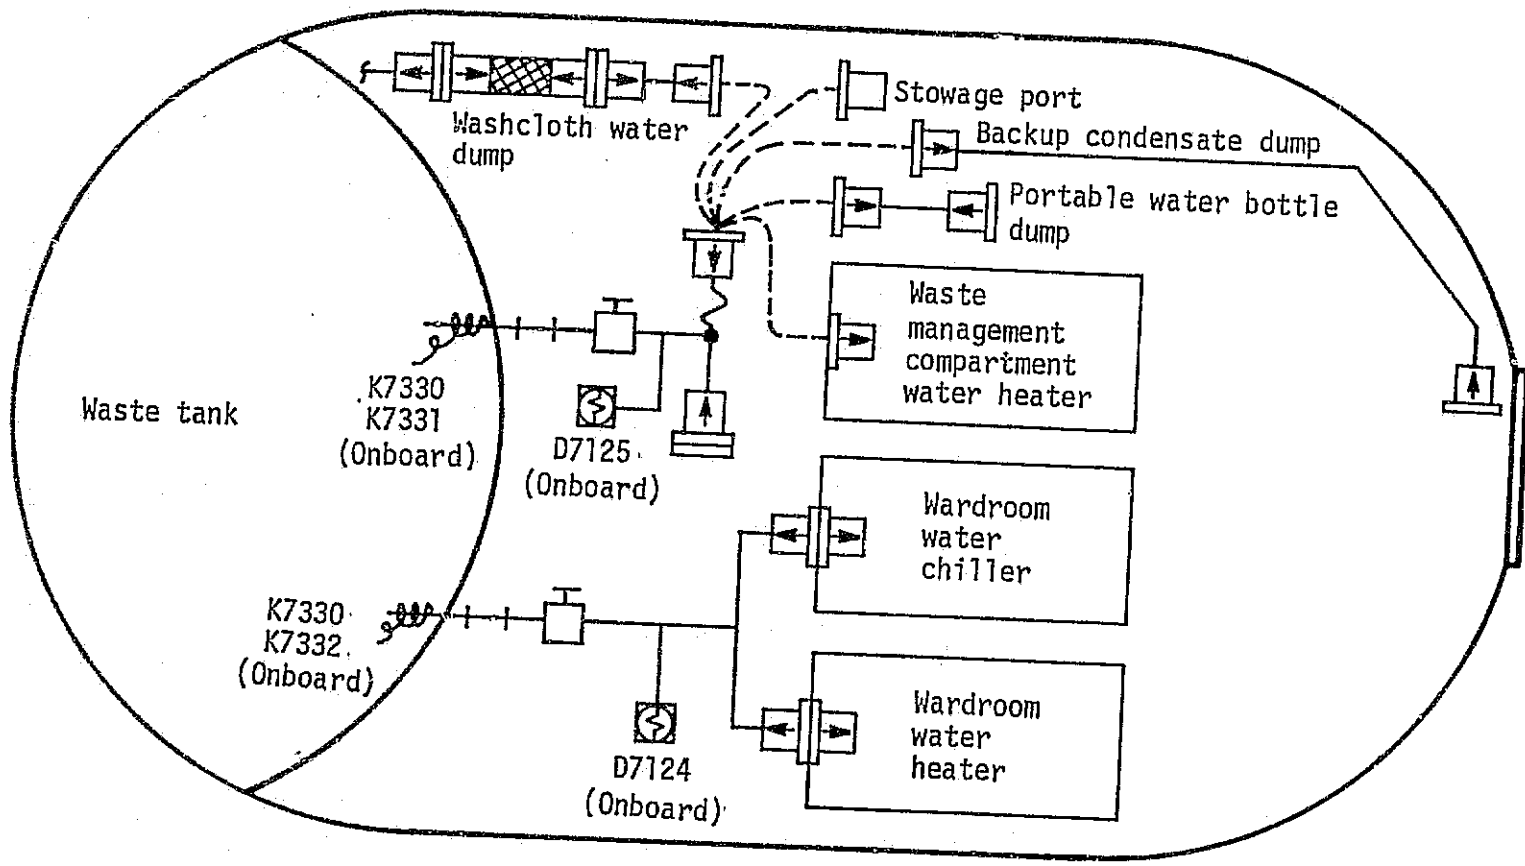 Stowage port
Backup condensate dump
Washcloth water
dump
Portable water bottle
dump
Waste
management
compartment
water heater
Waste tank
K7330
K7331
(Onboard)
D7125
(Onboard)
Wardroom
water
chiller
K7330
K7332
(Onboard)
Wardroom
water
heater
D7124
(Onboard)